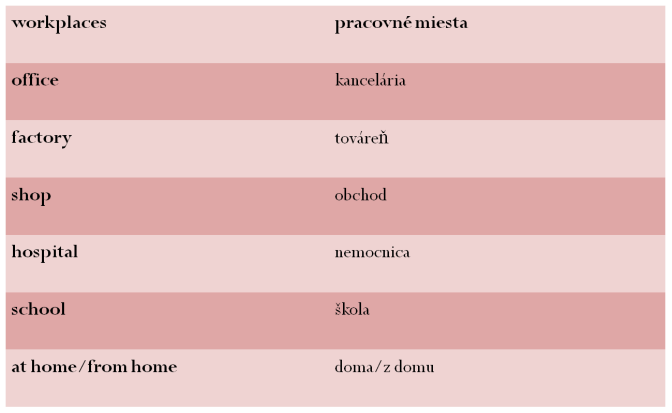 workplaces pracovné miesta
office kancelária
factory továreň
shop obchod
hospital nemocnica
school škola
at home/from home doma/z domu